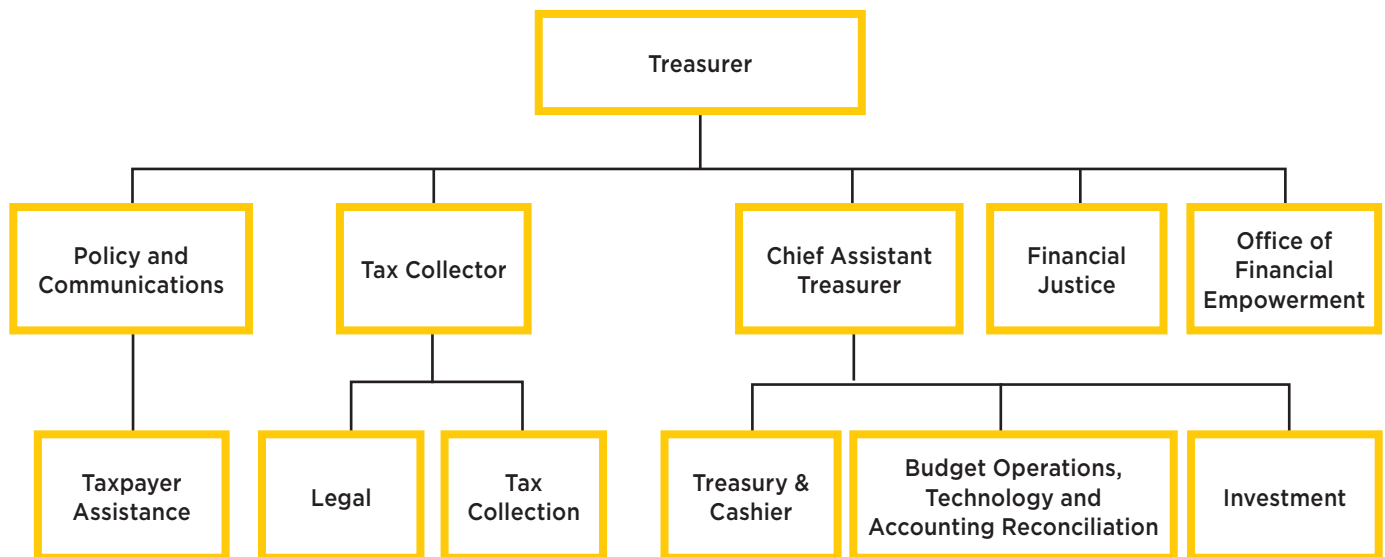 Treasurer
Policy and
Communications
Tax Collector
Chief Assistant
Treasurer
Financial
Justice
Office of
Financial
Empowerment
Taxpayer
Assistance
Legal
Tax
Collection
Treasury &
Cashier
Budget Operations,
Technology and
Accounting Reconciliation
Investment